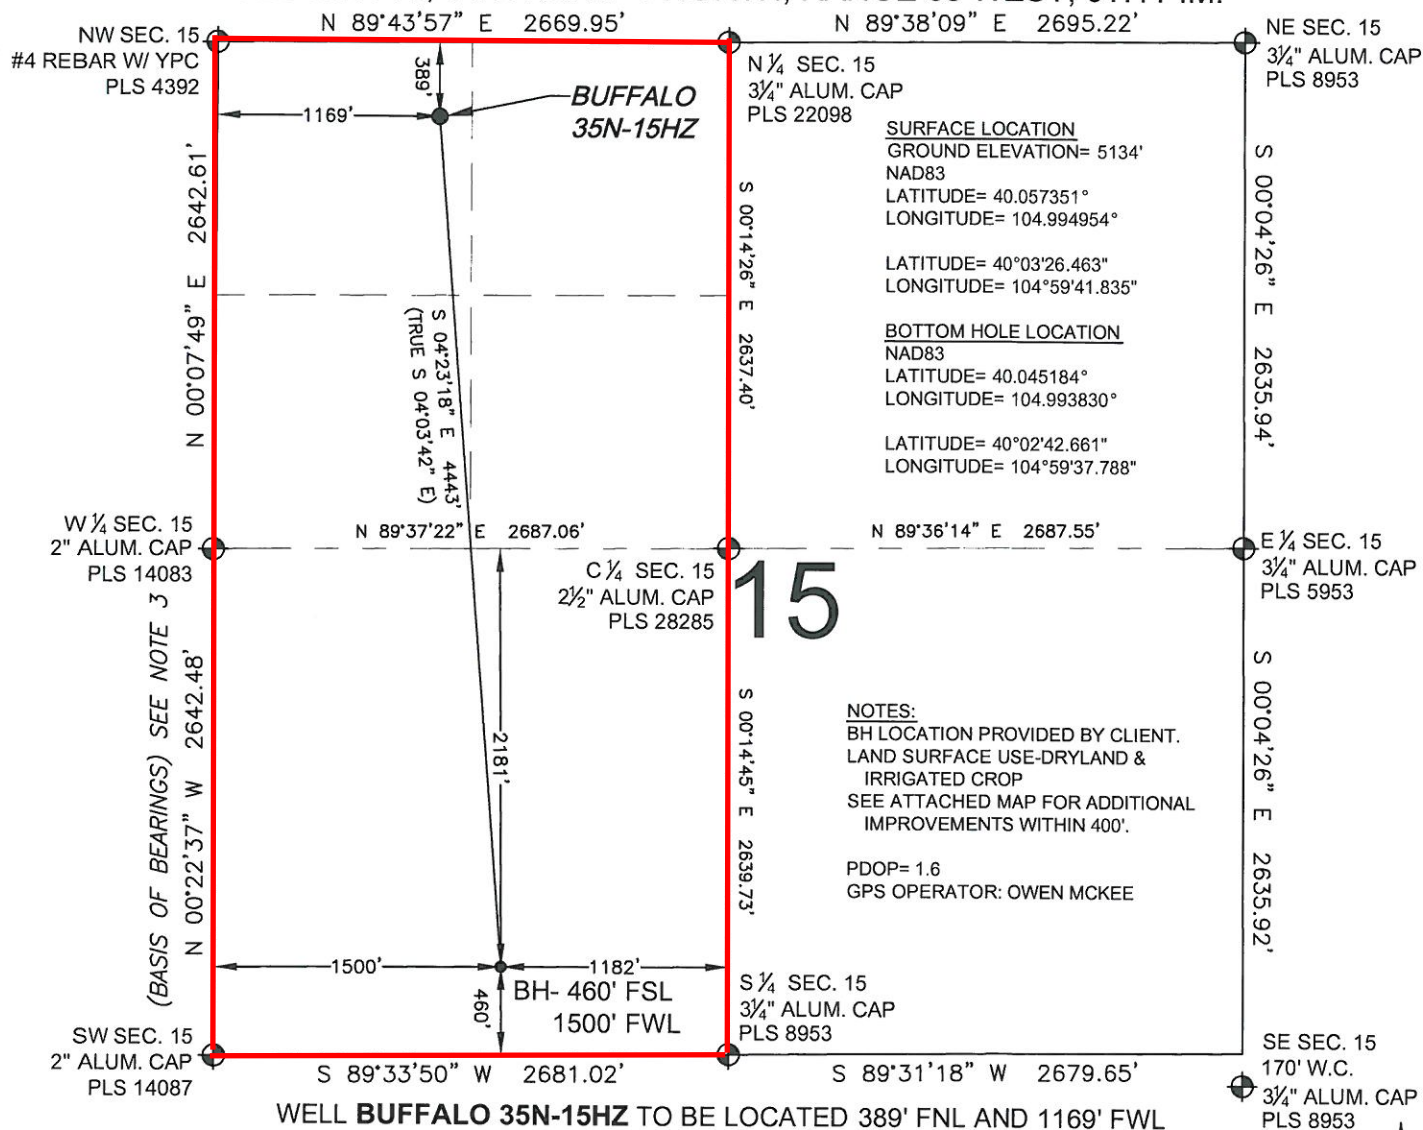 N 89°43'57" E 2669.95'
N 89°38'09" E 2695.22'
NW SEC. 15
#4 REBAR W/ YPC
PLS 4392
NE SEC. 15
3¼" ALUM. CAP
PLS 8953
N ¼ SEC. 15
3¼" ALUM. CAP
PLS 22098
389'
1169'
BUFFALO
35N-15HZ
SURFACE LOCATION
GROUND ELEVATION= 5134'
NAD83
LATITUDE= 40.057351°
LONGITUDE= 104.994954°
LATITUDE= 40°03'26.463"
LONGITUDE= 104°59'41.835"
BOTTOM HOLE LOCATION
NAD83
LATITUDE= 40.045184°
LONGITUDE= 104.993830°
LATITUDE= 40°02'42.661"
LONGITUDE= 104°59'37.788"
N 00°07'49" E 2642.61'
S 00°14'26" E 2637.40'
S 00°04'26" E 2635.94'
S 04°23'18" E 4443'
(TRUE S 04°03'42" E)
W ¼ SEC. 15
2" ALUM. CAP
PLS 14083
N 89°37'22" E 2687.06'
N 89°36'14" E 2687.55'
E ¼ SEC. 15
3¼" ALUM. CAP
PLS 5953
C ¼ SEC. 15
2½" ALUM. CAP
PLS 28285
15
(BASIS OF BEARINGS) SEE NOTE 3
N 00°22'37" W 2642.48'
2181'
S 00°14'45" E 2639.73'
S 00°04'26" E 2635.92'
NOTES:
BH LOCATION PROVIDED BY CLIENT.
LAND SURFACE USE-DRYLAND &
IRRIGATED CROP
SEE ATTACHED MAP FOR ADDITIONAL
IMPROVEMENTS WITHIN 400'.
PDOP= 1.6
GPS OPERATOR: OWEN MCKEE
1500'
1182'
460'
BH- 460' FSL
1500' FWL
S ¼ SEC. 15
3¼" ALUM. CAP
PLS 8953
SW SEC. 15
2" ALUM. CAP
PLS 14087
S 89°33'50" W 2681.02'
S 89°31'18" W 2679.65'
SE SEC. 15
170' W.C.
3¼" ALUM. CAP
PLS 8953
WELL BUFFALO 35N-15HZ TO BE LOCATED 389' FNL AND 1169' FWL